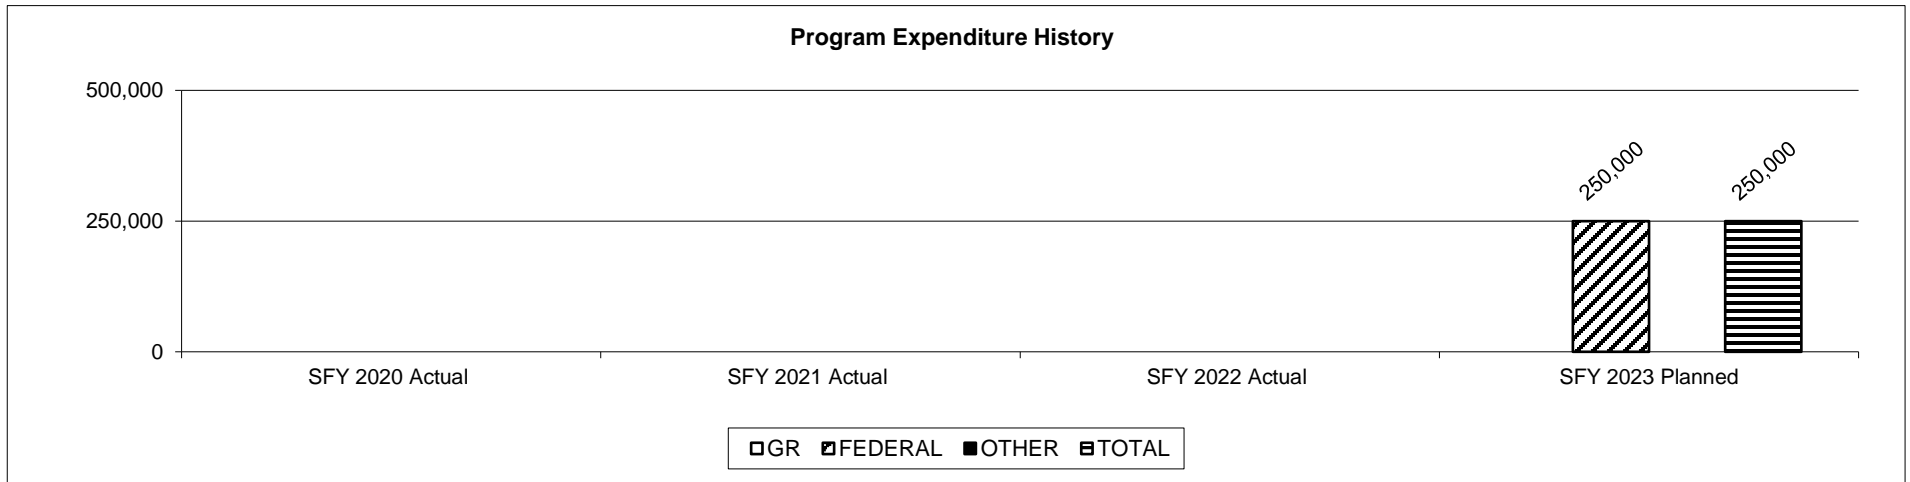 Program Expenditure History
500,000
250,000
0
250,000
250,000
SFY 2020 Actual
SFY 2021 Actual
SFY 2022 Actual
SFY 2023 Planned
GR FEDERAL OTHER TOTAL